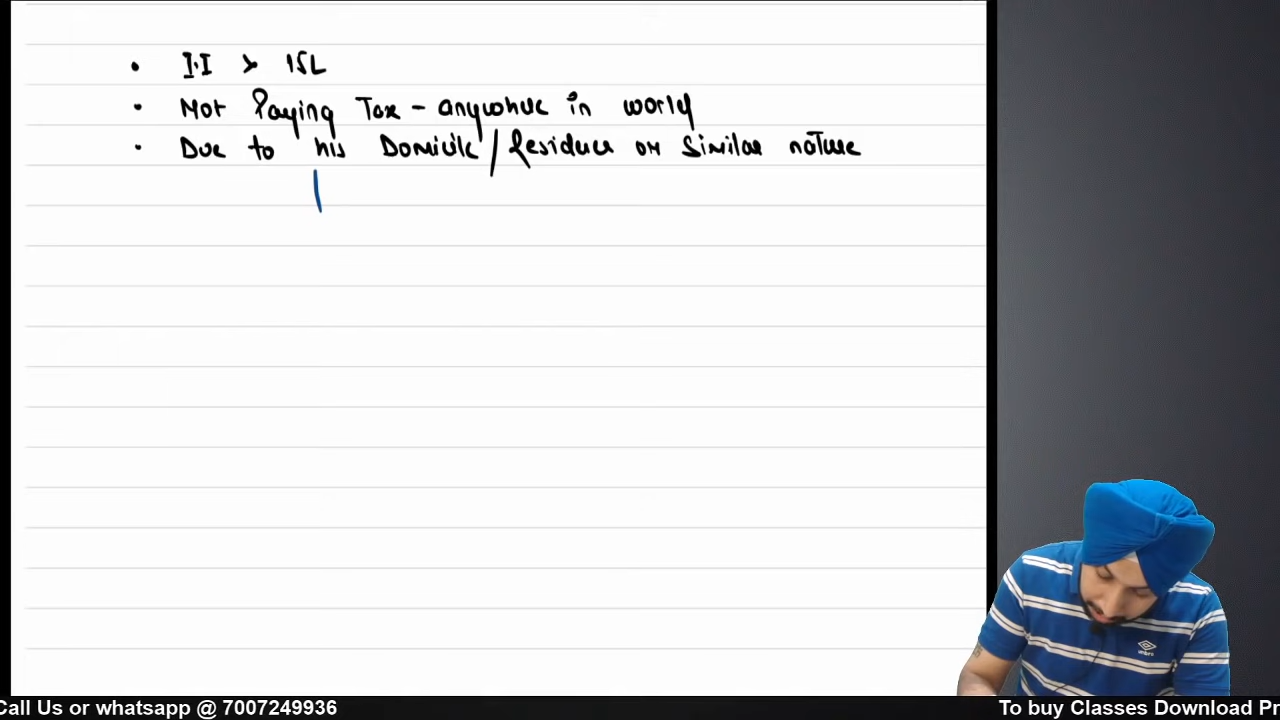 • I.I > 15L
• Not Paying Tax - anywhere in world
• Due to his Domicile / Residence or Similar nature
umbro
Call Us or whatsapp @ 7007249936
To buy Classes Download Pr